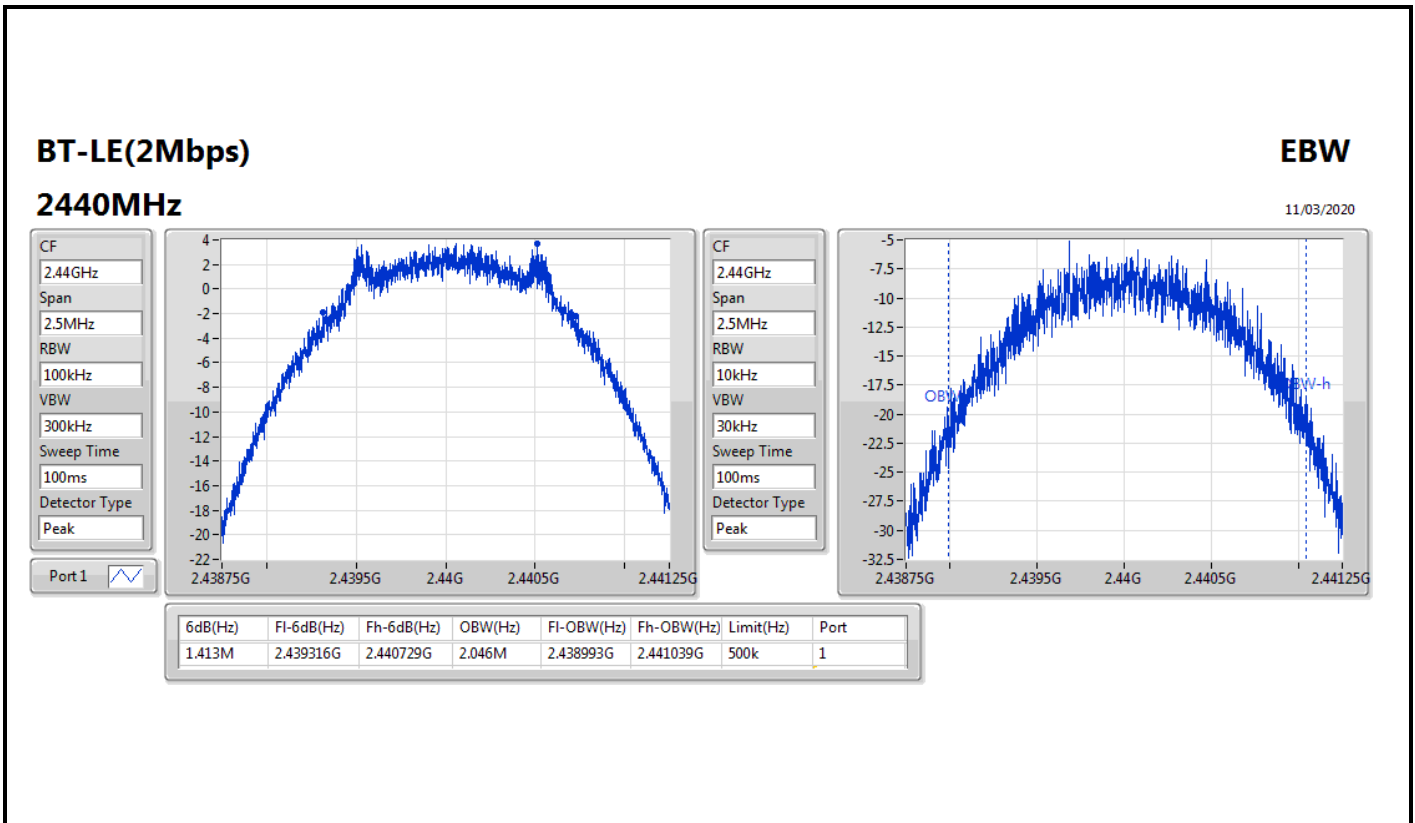 BT-LE(2Mbps)
EBW
2440MHz
11/03/2020
CF
2.44GHz
Span
2.5MHz
RBW
100kHz
VBW
300kHz
Sweep Time
100ms
Detector Type
Peak
Port 1
4
2
0
-2
-4
-6
-8
-10
-12
-14
-16
-18
-20
-22
2.43875G 2.4395G 2.44G 2.4405G 2.44125G
CF
2.44GHz
Span
2.5MHz
RBW
10kHz
VBW
30kHz
Sweep Time
100ms
Detector Type
Peak
-5
-7.5
-10
-12.5
-15
-17.5
-20
-22.5
-25
-27.5
-30
-32.5
2.43875G 2.4395G 2.44G 2.4405G 2.44125G
6dB(Hz) Fl-6dB(Hz) Fh-6dB(Hz) OBW(Hz) Fl-OBW(Hz) Fh-OBW(Hz) Limit(Hz) Port
1.413M 2.439316G 2.440729G 2.046M 2.438993G 2.441039G 500k 1